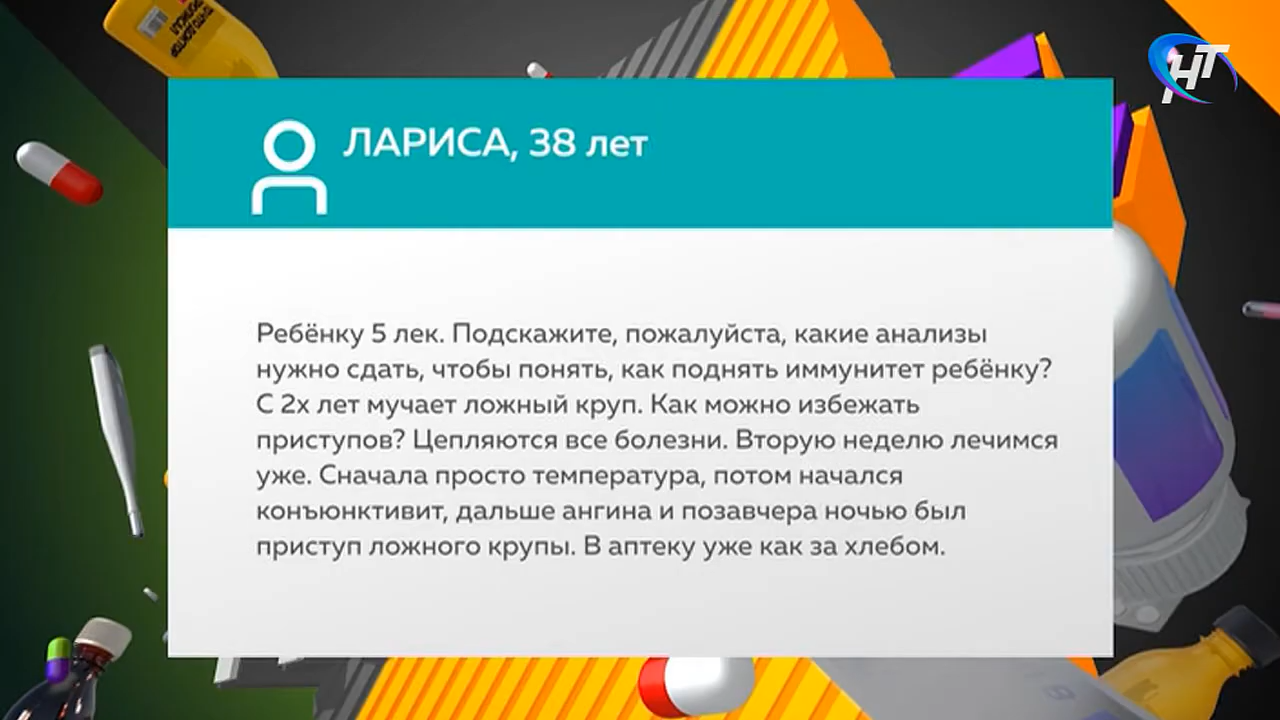 НТ
ЛАРИСА, 38 лет
Ребёнку 5 лек. Подскажите, пожалуйста, какие анализы
нужно сдать, чтобы понять, как поднять иммунитет ребёнку?
С 2х лет мучает ложный круп. Как можно избежать
приступов? Цепляются все болезни. Вторую неделю лечимся
уже. Сначала просто температура, потом начался
конъюнктивит, дальше ангина и позавчера ночью был
приступ ложного крупы. В аптеку уже как за хлебом.